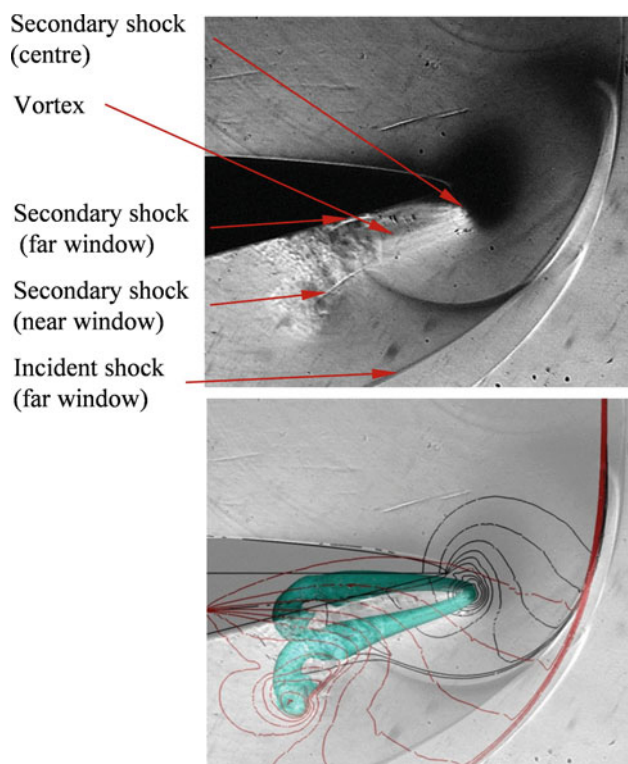 Secondary shock
(centre)
Vortex
Secondary shock
(far window)
Secondary shock
(near window)
Incident shock
(far window)